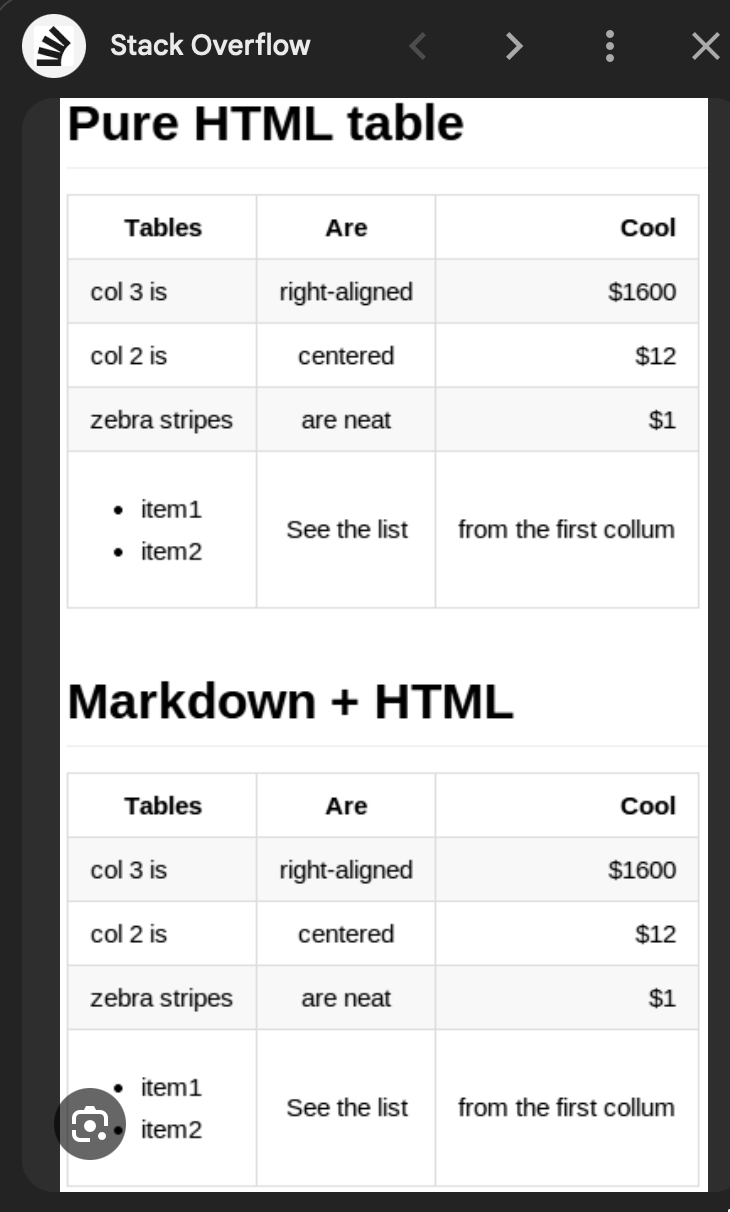 Stack Overflow
Pure HTML table
Tables Are Cool
col 3 is right-aligned $1600
col 2 is centered $12
zebra stripes are neat $1
• item1
• item2
See the list from the first collum
Markdown + HTML
Tables Are Cool
col 3 is right-aligned $1600
col 2 is centered $12
zebra stripes are neat $1
• item1
• item2
See the list from the first collum